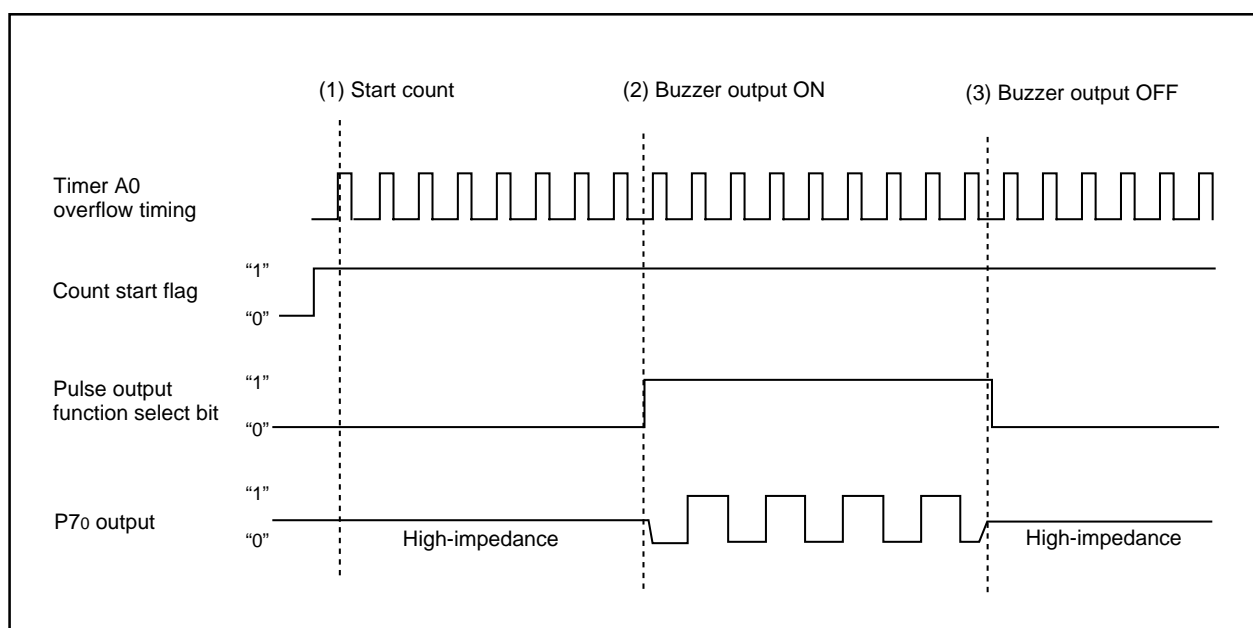 (1) Start count
(2) Buzzer output ON
(3) Buzzer output OFF
Timer A0
overflow timing
Count start flag
“1”
“0”
Pulse output
function select bit
“1”
“0”
P70 output
“1”
“0”
High-impedance
High-impedance